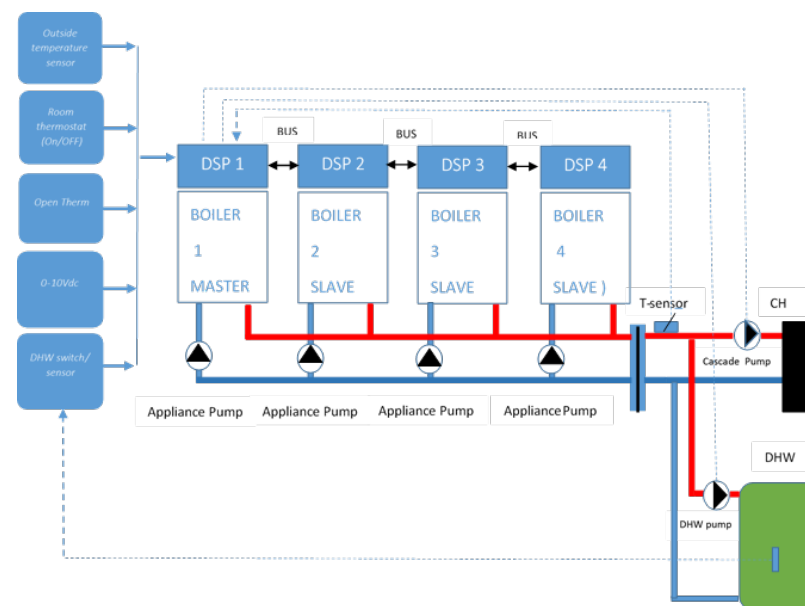 Outside
temperature
sensor
Room
thermostat
(On/OFF)
Open Therm
0-10Vdc
DHW switch/
sensor
BUS
BUS
BUS
DSP 1
DSP 2
DSP 3
DSP 4
BOILER
1
MASTER
BOILER
2
SLAVE
BOILER
3
SLAVE
BOILER
4
SLAVE )
T-sensor
CH
Cascade Pump
Appliance Pump
Appliance Pump
Appliance Pump
Appliance Pump
DHW
DHW pump